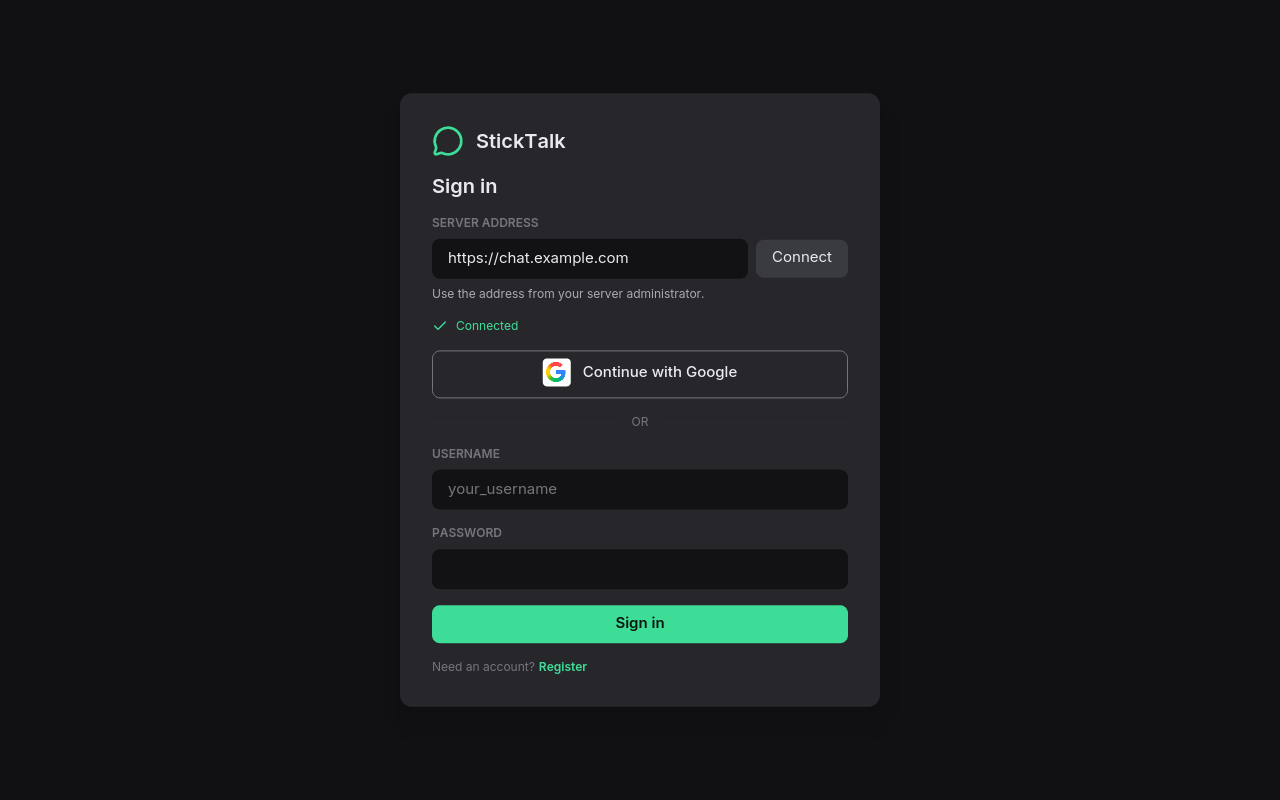 StickTalk
Sign in
SERVER ADDRESS
https://chat.example.com
Connect
Use the address from your server administrator.
Connected
Continue with Google
OR
USERNAME
your_username
PASSWORD
Sign in
Need an account? Register